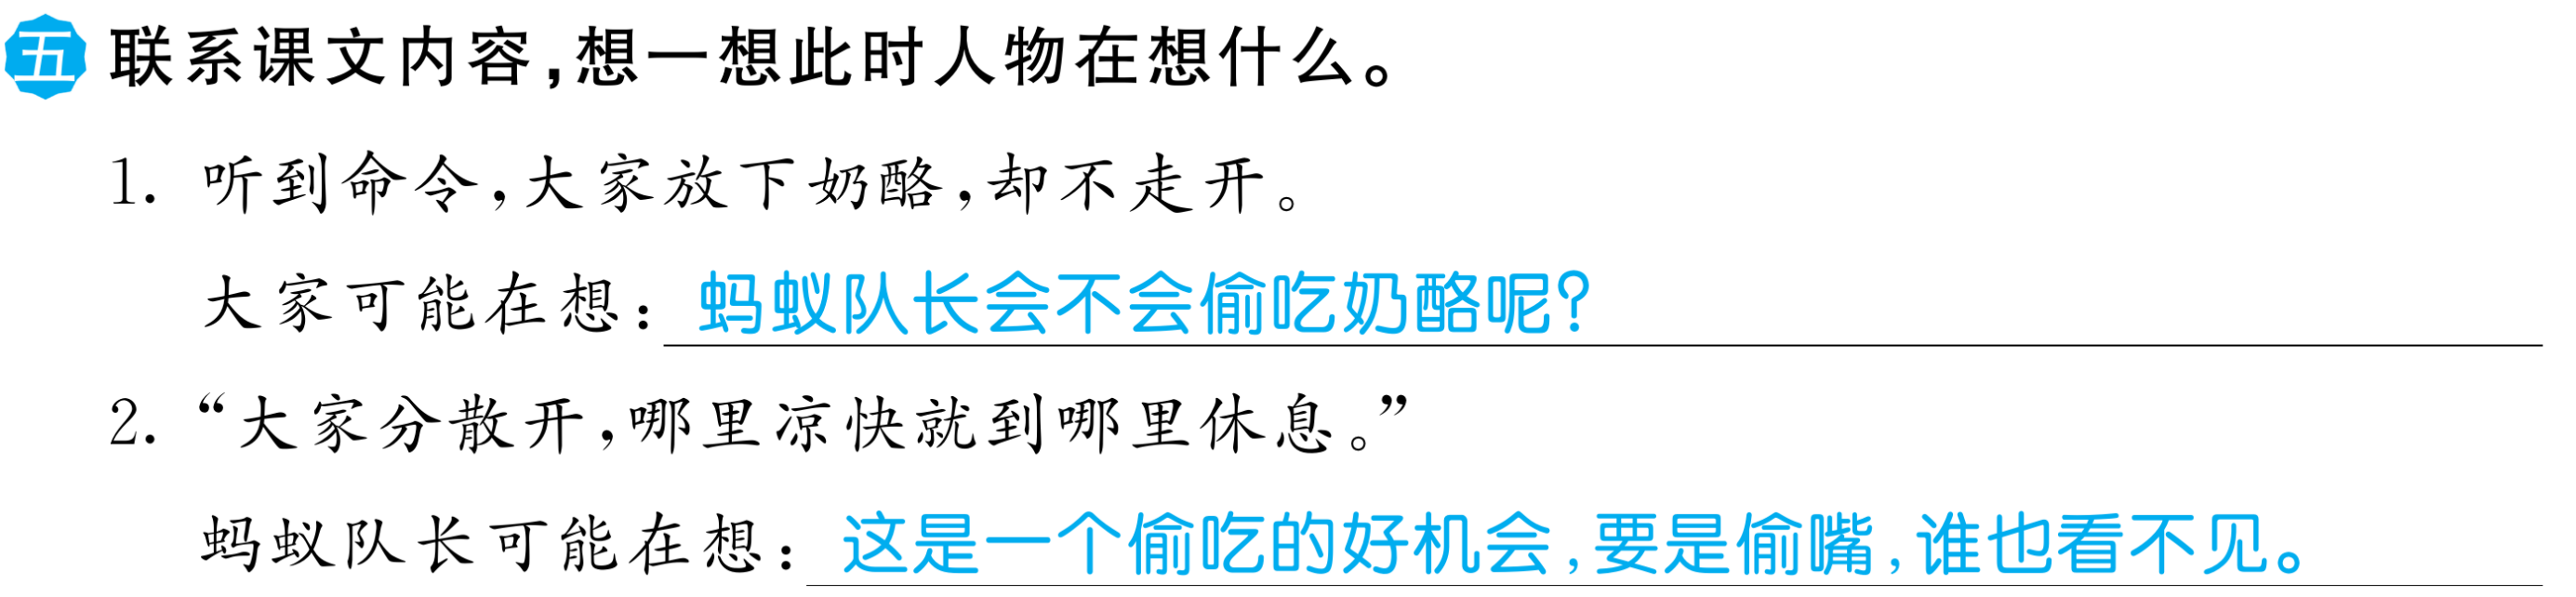 五 联系课文内容,想一想此时人物在想什么。
1. 听到命令,大家放下奶酪,却不走开。
大家可能在想: 蚂蚁队长会不会偷吃奶酪呢?
2. “大家分散开,哪里凉快就到哪里休息。”
蚂蚁队长可能在想: 这是一个偷吃的好机会,要是偷嘴,谁也看不见。